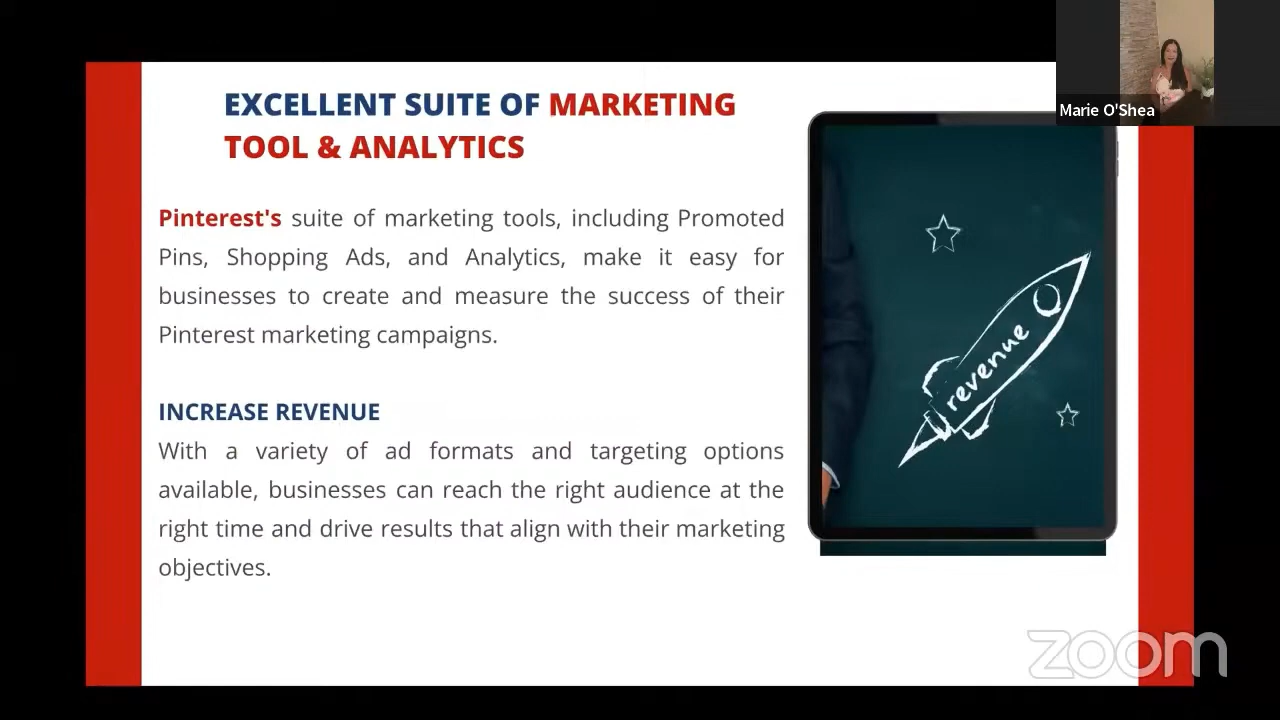 EXCELLENT SUITE OF MARKETING
TOOL & ANALYTICS
Pinterest's suite of marketing tools, including Promoted
Pins, Shopping Ads, and Analytics, make it easy for
businesses to create and measure the success of their
Pinterest marketing campaigns.
INCREASE REVENUE
With a variety of ad formats and targeting options
available, businesses can reach the right audience at the
right time and drive results that align with their marketing
objectives.
revenue
Marie O'Shea
zoom